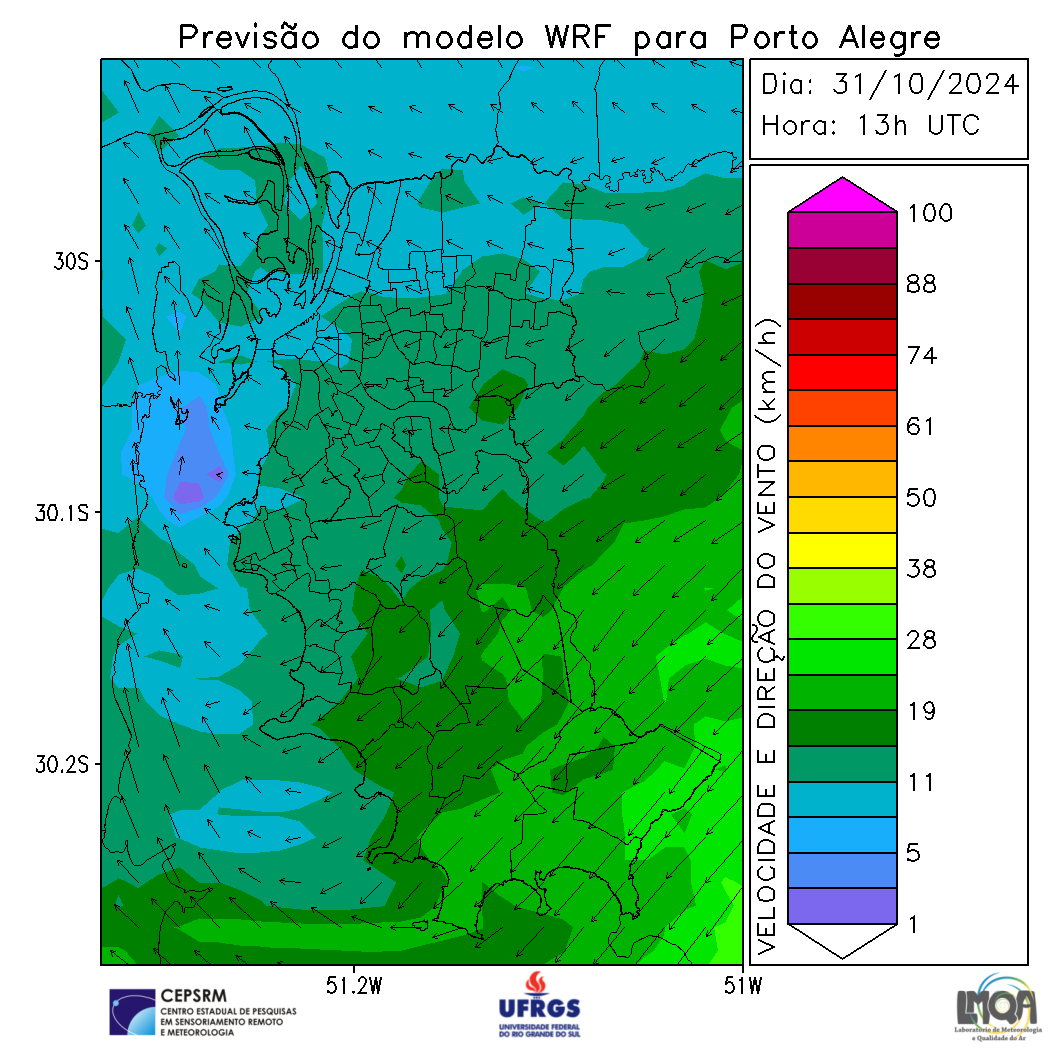 Previsão do modelo WRF para Porto Alegre
Dia: 31/10/2024
Hora: 13h UTC
30S
30.1S
30.2S
51.2W
51W
VELOCIDADE E DIREÇÃO DO VENTO (km/h)
100
88
74
61
50
38
28
19
11
5
1
CEPSRM
CENTRO ESTADUAL DE PESQUISAS
EM SENSORIAMENTO REMOTO
E METEOROLOGIA
UFRGS
UNIVERSIDADE FEDERAL
DO RIO GRANDE DO SUL
LMQA
Laboratório de Meteorologia
e Qualidade do Ar